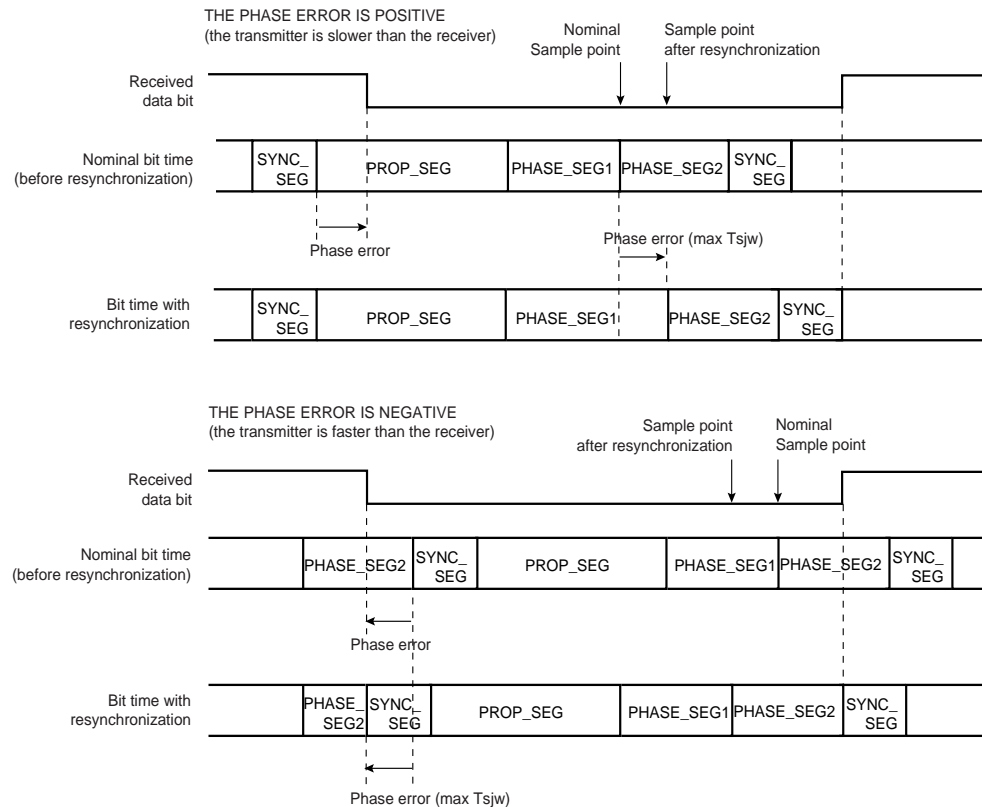 THE PHASE ERROR IS POSITIVE
(the transmitter is slower than the receiver)
Nominal
Sample point
Sample point
after resynchronization
Received
data bit
Nominal bit time
(before resynchronization)
SYNC_
SEG
PROP_SEG
PHASE_SEG1
PHASE_SEG2
SYNC_
SEG
Phase error
Phase error (max Tsjw)
Bit time with
resynchronization
SYNC_
SEG
PROP_SEG
PHASE_SEG1
PHASE_SEG2
SYNC_
SEG
THE PHASE ERROR IS NEGATIVE
(the transmitter is faster than the receiver)
Sample point
after resynchronization
Nominal
Sample point
Received
data bit
Nominal bit time
(before resynchronization)
PHASE_SEG2
SYNC_
SEG
PROP_SEG
PHASE_SEG1
PHASE_SEG2
SYNC_
SEG
Phase error
Bit time with
resynchronization
PHASE_
SEG2
SYNC_
SEG
PROP_SEG
PHASE_SEG1
PHASE_SEG2
SYNC_
SEG
Phase error (max Tsjw)